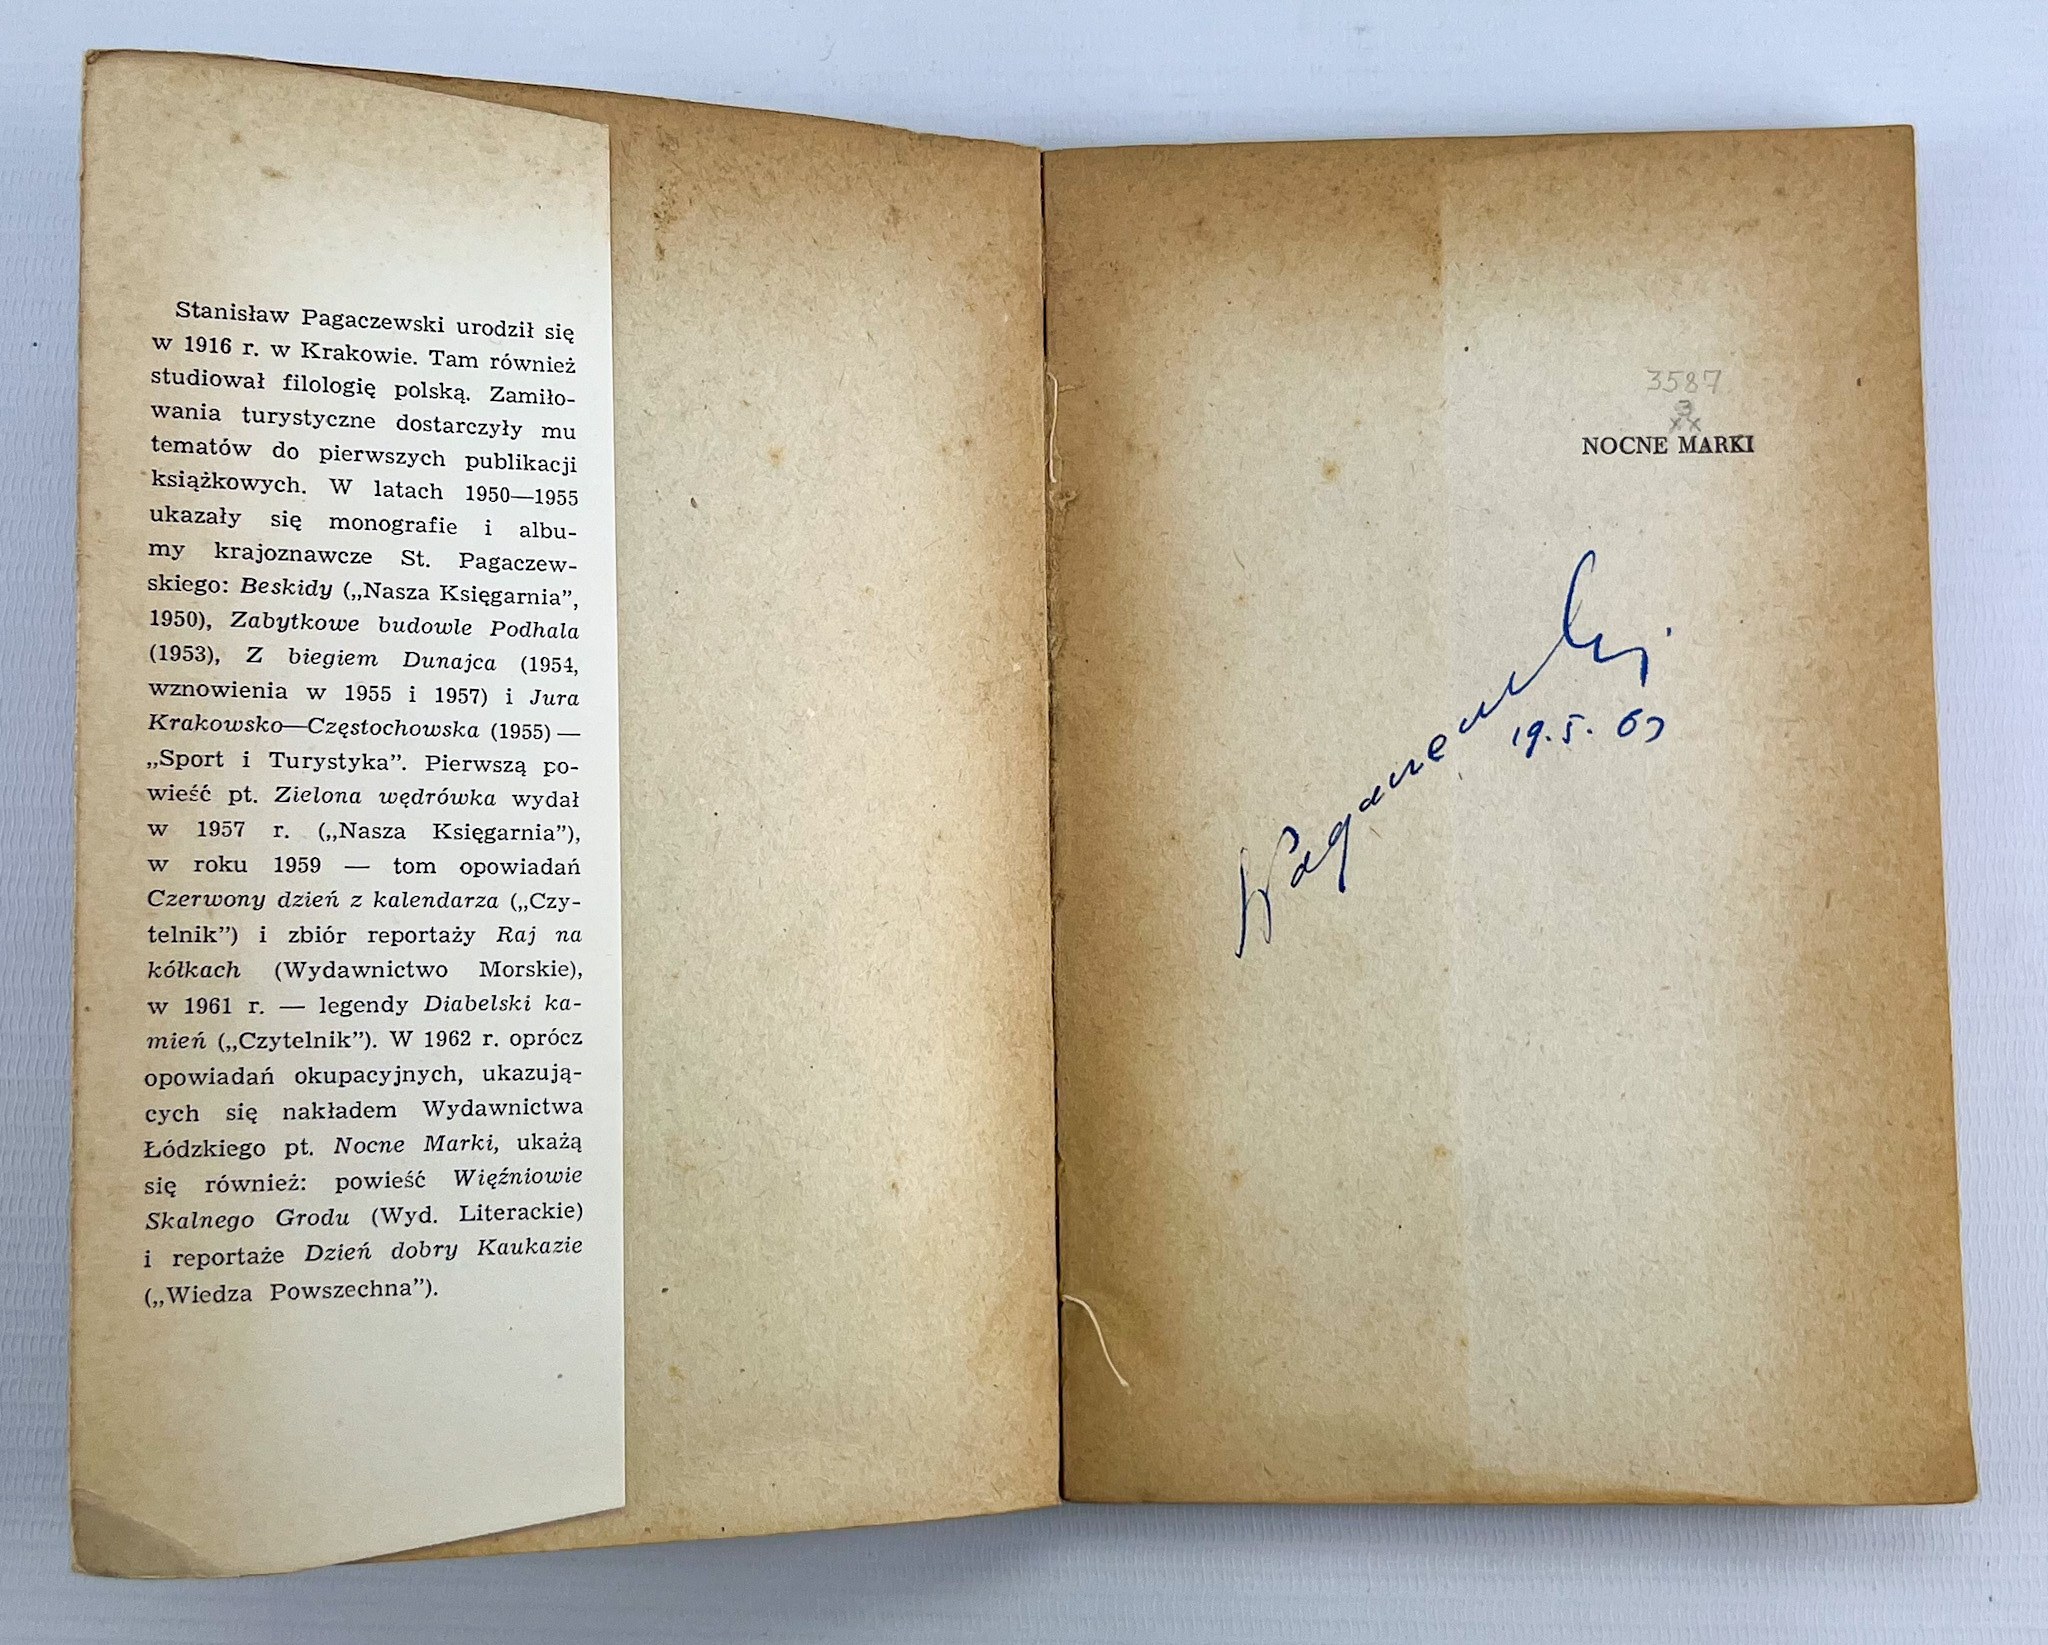 Stanisław Pagaczewski urodził się
w 1916 r. w Krakowie. Tam również
studiował filologię polską. Zamiło-
wania turystyczne dostarczyły mu
tematów do pierwszych publikacji
książkowych. W latach 1950—1955
ukazały się monografie i albu-
my krajoznawcze St. Pagaczew-
skiego: Beskidy („Nasza Księgarnia”,
1950), Zabytkowe budowle Podhala
(1953), Z biegiem Dunajca (1954,
wznowienia w 1955 i 1957) i Jura
Krakowsko—Częstochowska (1955) —
„Sport i Turystyka”. Pierwszą po-
wieść pt. Zielona wędrówka wydał
w 1957 r. („Nasza Księgarnia”),
w roku 1959 — tom opowiadań
Czerwony dzień z kalendarza („Czy-
telnik”) i zbiór reportaży Raj na
kółkach (Wydawnictwo Morskie),
w 1961 r. — legendy Diabelski ka-
mień („Czytelnik”). W 1962 r. oprócz
opowiadań okupacyjnych, ukazują-
cych się nakładem Wydawnictwa
Łódzkiego pt. Nocne Marki, ukażą
się również: powieść Więźniowie
Skalnego Grodu (Wyd. Literackie)
i reportaże Dzień dobry Kaukazie
(„Wiedza Powszechna”).
3587
3
xx
NOCNE MARKI
Pagaczewski
19.5.63